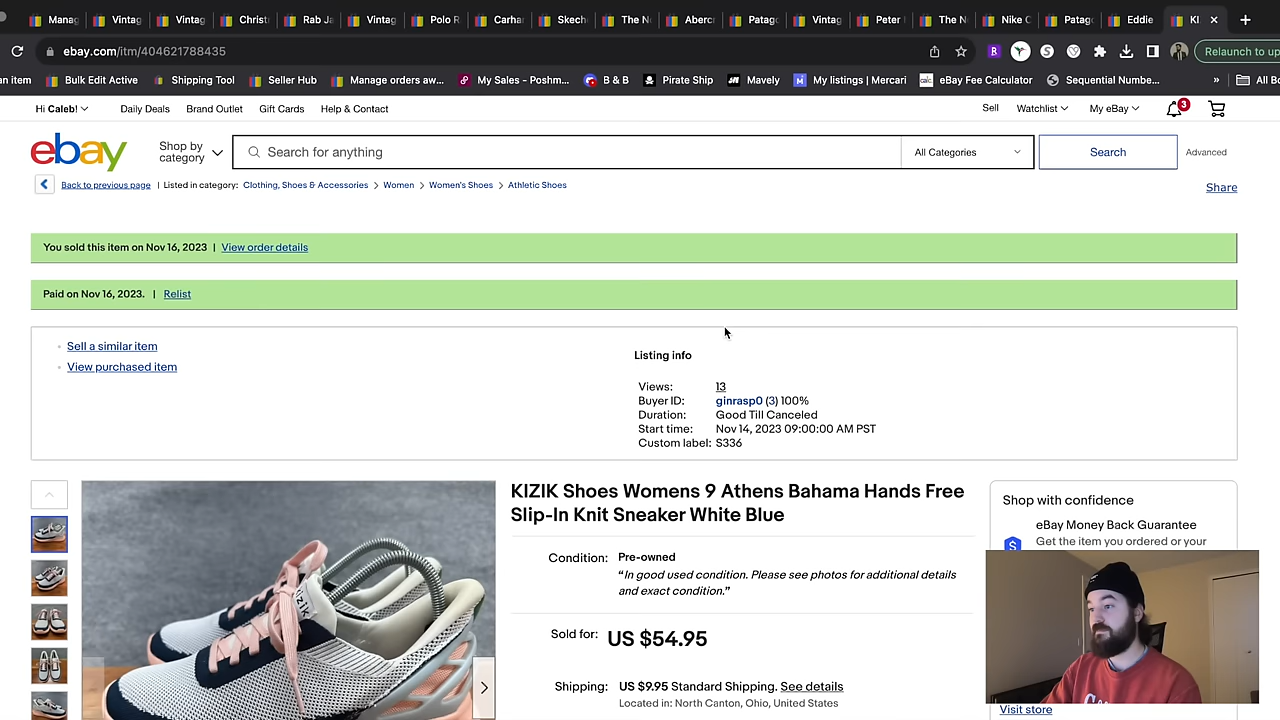 Manag Vintag Vintag Christ Rab Ja Vintag Polo R Carhar Skeche The No Aberc Patago Vintag Peter The No Nike C Patago Eddie KI
ebay.com/itm/404621788435
Relaunch to up
an item Bulk Edit Active Shipping Tool Seller Hub Manage orders aw... My Sales - Poshm... B & B Pirate Ship Mavely My listings | Mercari eBay Fee Calculator Sequential Numbe... » All Bo
Hi Caleb! Daily Deals Brand Outlet Gift Cards Help & Contact Sell Watchlist My eBay 3
ebay Shop by category Search for anything All Categories Search Advanced
Back to previous page | Listed in category: Clothing, Shoes & Accessories > Women > Women's Shoes > Athletic Shoes
Share
You sold this item on Nov 16, 2023 | View order details
Paid on Nov 16, 2023. | Relist
Sell a similar item
View purchased item
Listing info
Views: 13
Buyer ID: ginrasp0 (3) 100%
Duration: Good Till Canceled
Start time: Nov 14, 2023 09:00:00 AM PST
Custom label: S336
KIZIK Shoes Womens 9 Athens Bahama Hands Free
Slip-In Knit Sneaker White Blue
Condition: Pre-owned
“In good used condition. Please see photos for additional details
and exact condition.”
Sold for: US $54.95
Shipping: US $9.95 Standard Shipping. See details
Located in: North Canton, Ohio, United States
Shop with confidence
eBay Money Back Guarantee
Get the item you ordered or your
Visit store
KIZIK